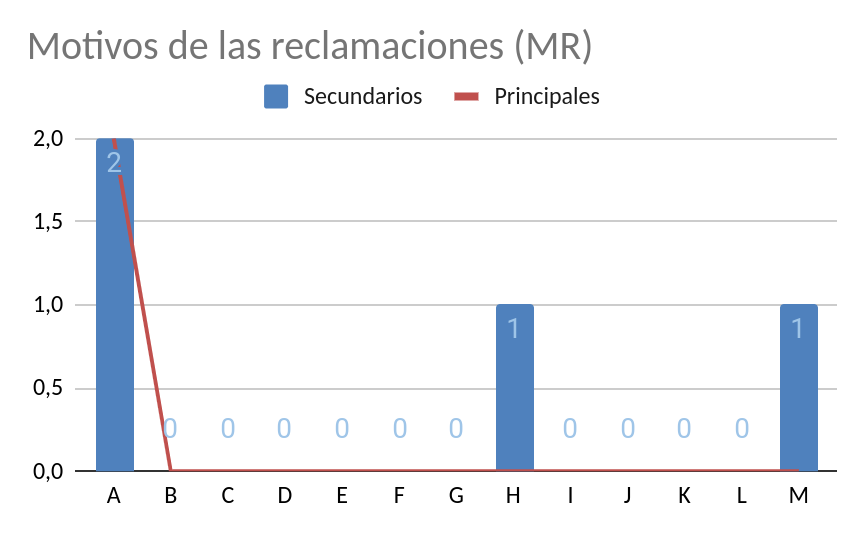 Motivos de las reclamaciones (MR)
Secundarios Principales
2,0
2
1,5
1,0
1 1
0,5
0 0 0 0 0 0 0 0 0 0
0,0
A B C D E F G H I J K L M